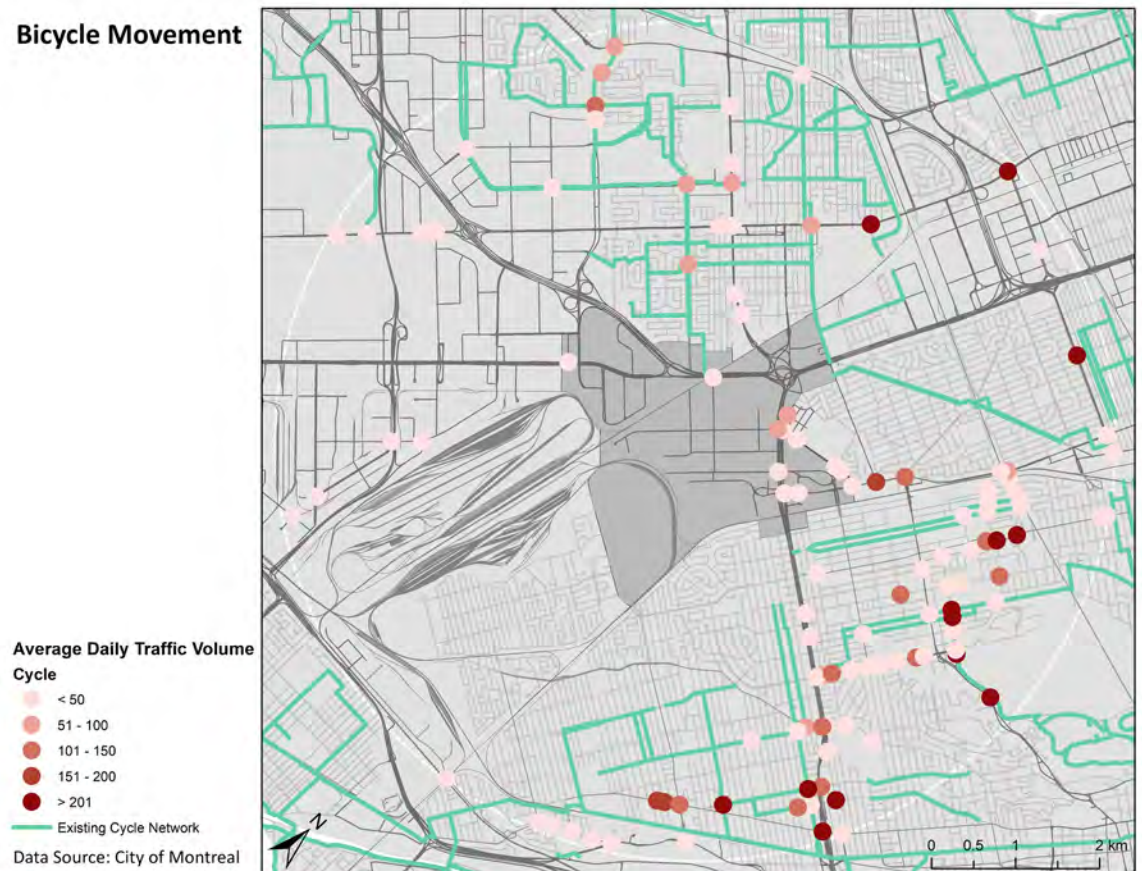 Bicycle Movement
Average Daily Traffic Volume
Cycle
< 50
51 - 100
101 - 150
151 - 200
> 201
Existing Cycle Network
Data Source: City of Montreal
N
0 0.5 1 2 km